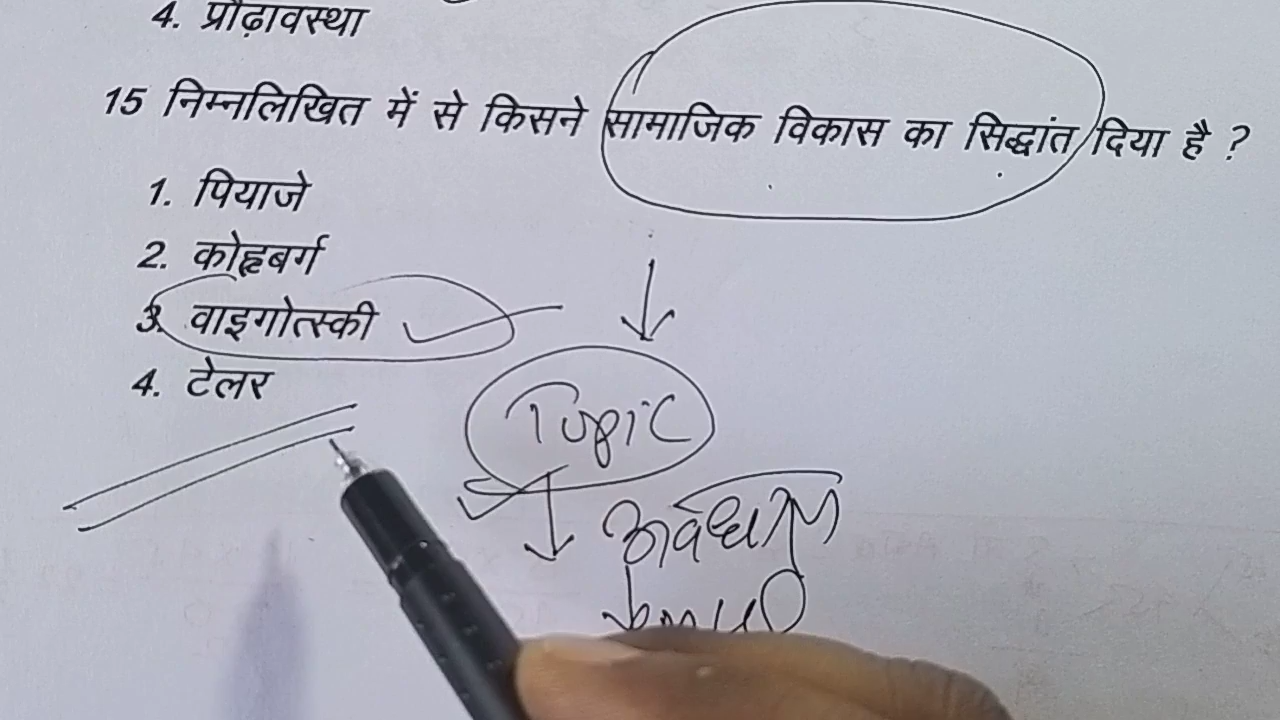 4. प्रौढ़ावस्था
15 निम्नलिखित में से किसने सामाजिक विकास का सिद्धांत दिया है ?
1. पियाजे
2. कोह्लबर्ग
3. वाइगोत्स्की
4. टेलर
Topic